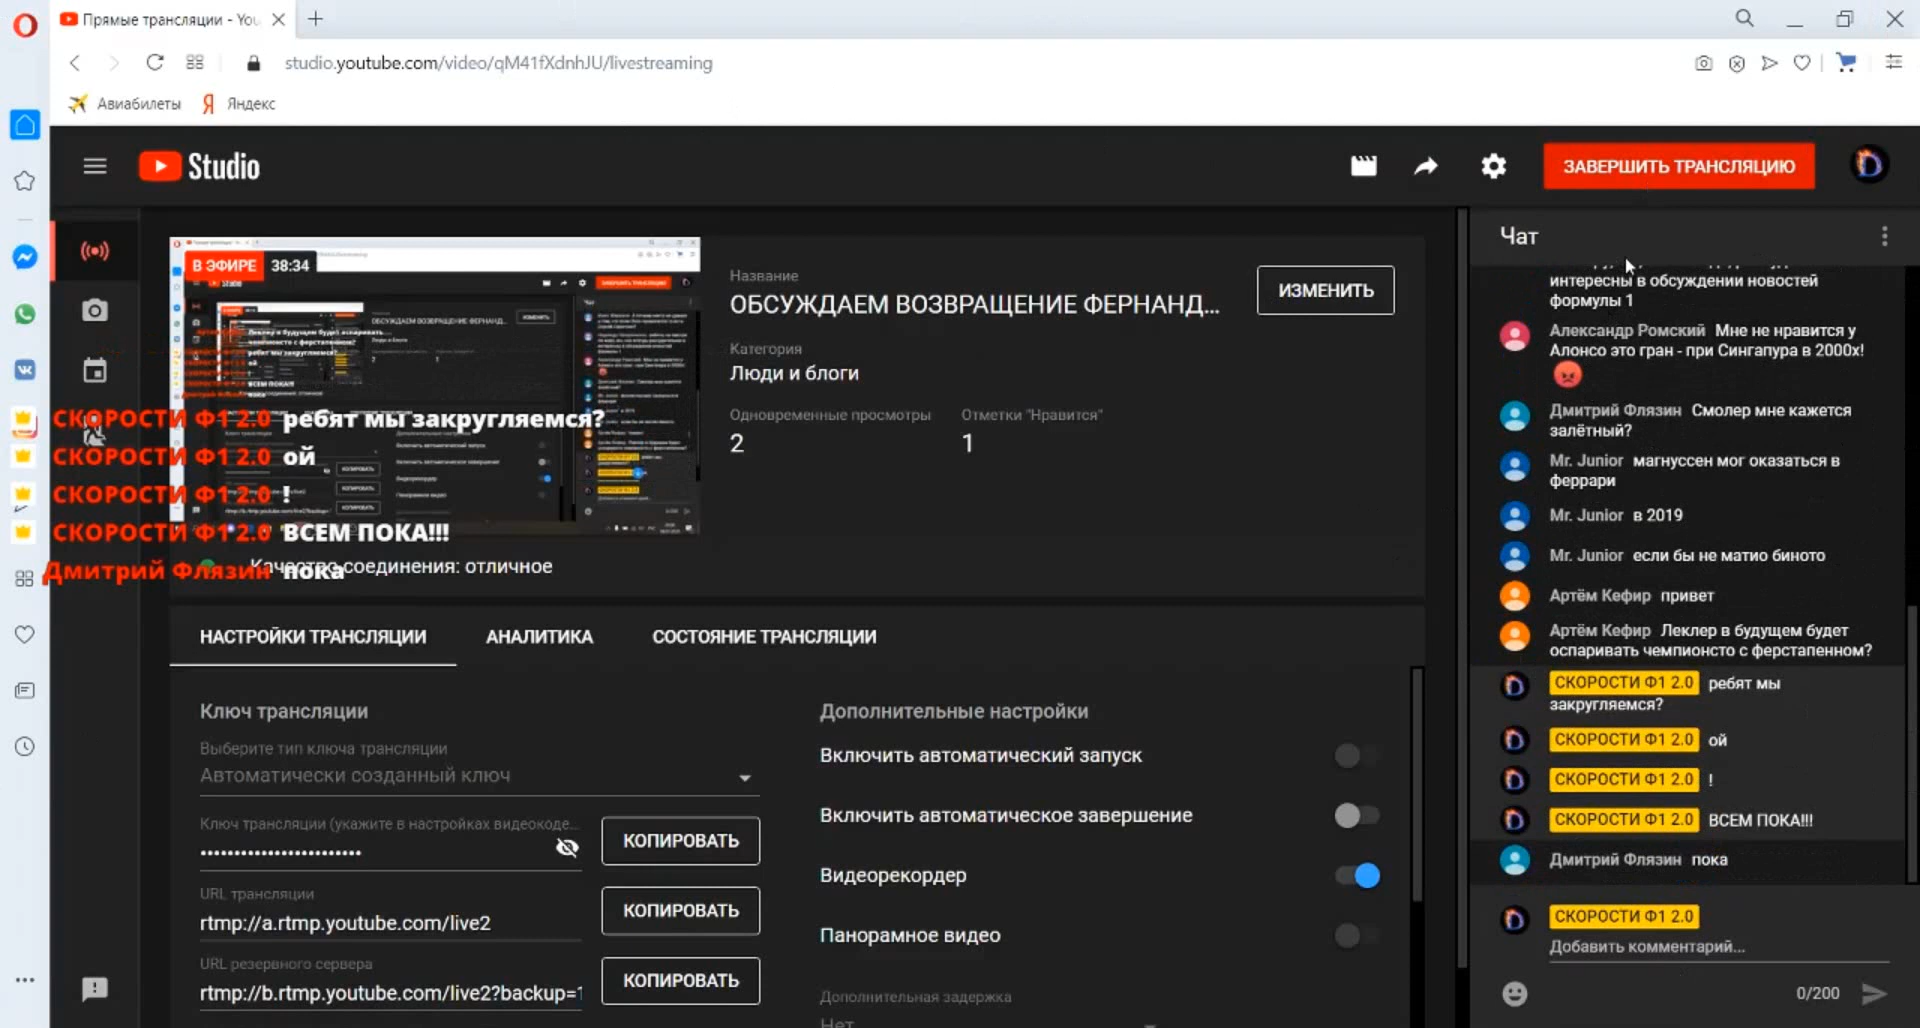 Прямые трансляции - You
studio.youtube.com/video/qM41fXdnhJU/livestreaming
Авиабилеты
Яндекс
Studio
ЗАВЕРШИТЬ ТРАНСЛЯЦИЮ
В ЭФИРЕ 38:34
Название
ОБСУЖДАЕМ ВОЗВРАЩЕНИЕ ФЕРНАНД...
ИЗМЕНИТЬ
Категория
Люди и блоги
Одновременные просмотры
2
Отметки "Нравится"
1
СКОРОСТИ Ф1 2.0 ребят мы закругляемся?
СКОРОСТИ Ф1 2.0 ой
СКОРОСТИ Ф1 2.0 !
СКОРОСТИ Ф1 2.0 ВСЕМ ПОКА!!!
Дмитрий Флязин пока
Качество соединения: отличное
НАСТРОЙКИ ТРАНСЛЯЦИИ
АНАЛИТИКА
СОСТОЯНИЕ ТРАНСЛЯЦИИ
Ключ трансляции
Выберите тип ключа трансляции
Автоматически созданный ключ
Ключ трансляции (укажите в настройках видеокоде...
••••••••••••••••••••••••
КОПИРОВАТЬ
URL трансляции
rtmp://a.rtmp.youtube.com/live2
КОПИРОВАТЬ
URL резервного сервера
rtmp://b.rtmp.youtube.com/live2?backup=1
КОПИРОВАТЬ
Дополнительные настройки
Включить автоматический запуск
Включить автоматическое завершение
Видеорекордер
Панорамное видео
Дополнительная задержка
Нет
Чат
интересны в обсуждении новостей
формулы 1
Александр Ромский Мне не нравится у
Алонсо это гран - при Сингапура в 2000х!
Дмитрий Флязин Смолер мне кажется
залётный?
Mr. Junior магнуссен мог оказаться в
феррари
Mr. Junior в 2019
Mr. Junior если бы не матио биното
Артём Кефир привет
Артём Кефир Леклер в будущем будет
оспаривать чемпионсто с ферстапенном?
СКОРОСТИ Ф1 2.0 ребят мы
закругляемся?
СКОРОСТИ Ф1 2.0 ой
СКОРОСТИ Ф1 2.0 !
СКОРОСТИ Ф1 2.0 ВСЕМ ПОКА!!!
Дмитрий Флязин пока
СКОРОСТИ Ф1 2.0
Добавить комментарий...
0/200